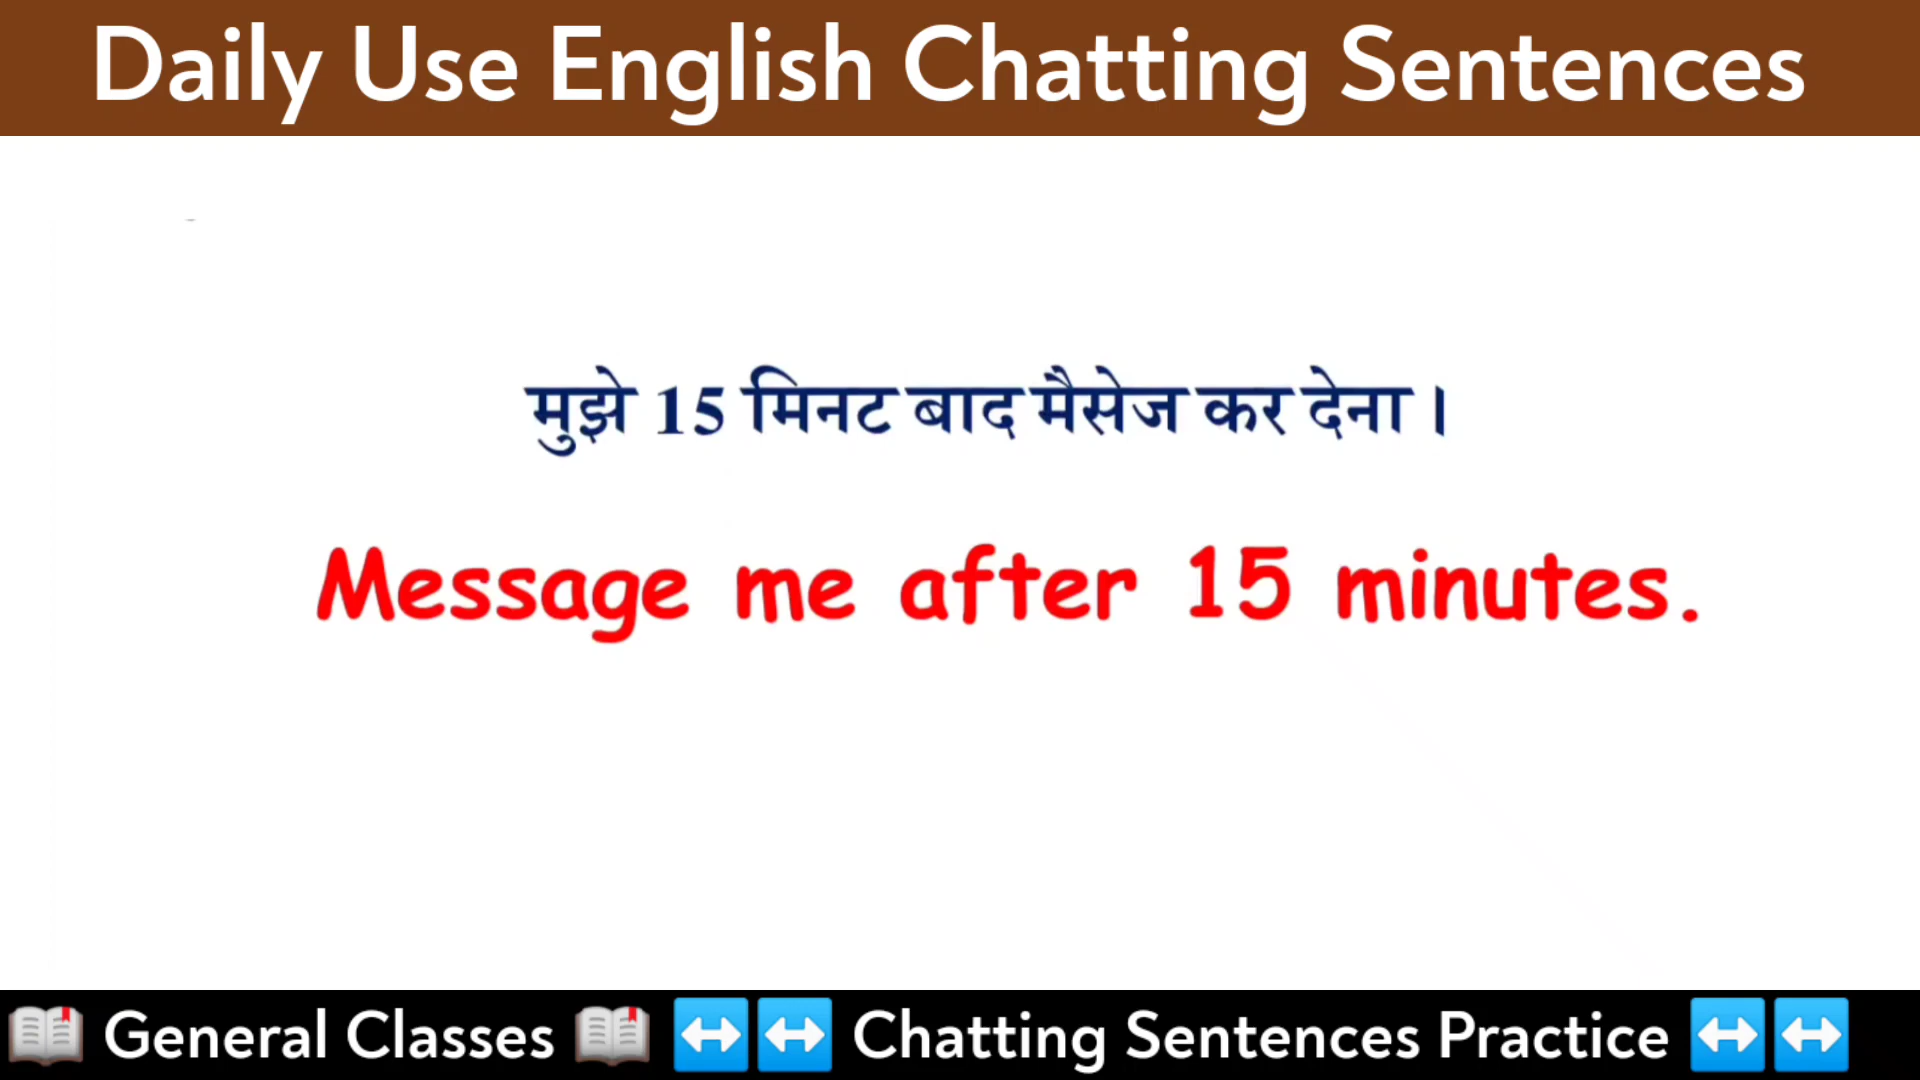 Daily Use English Chatting Sentences
मुझे 15 मिनट बाद मैसेज कर देना ।
Message me after 15 minutes.
📖 General Classes 📖 ↔️↔️ Chatting Sentences Practice ↔️↔️